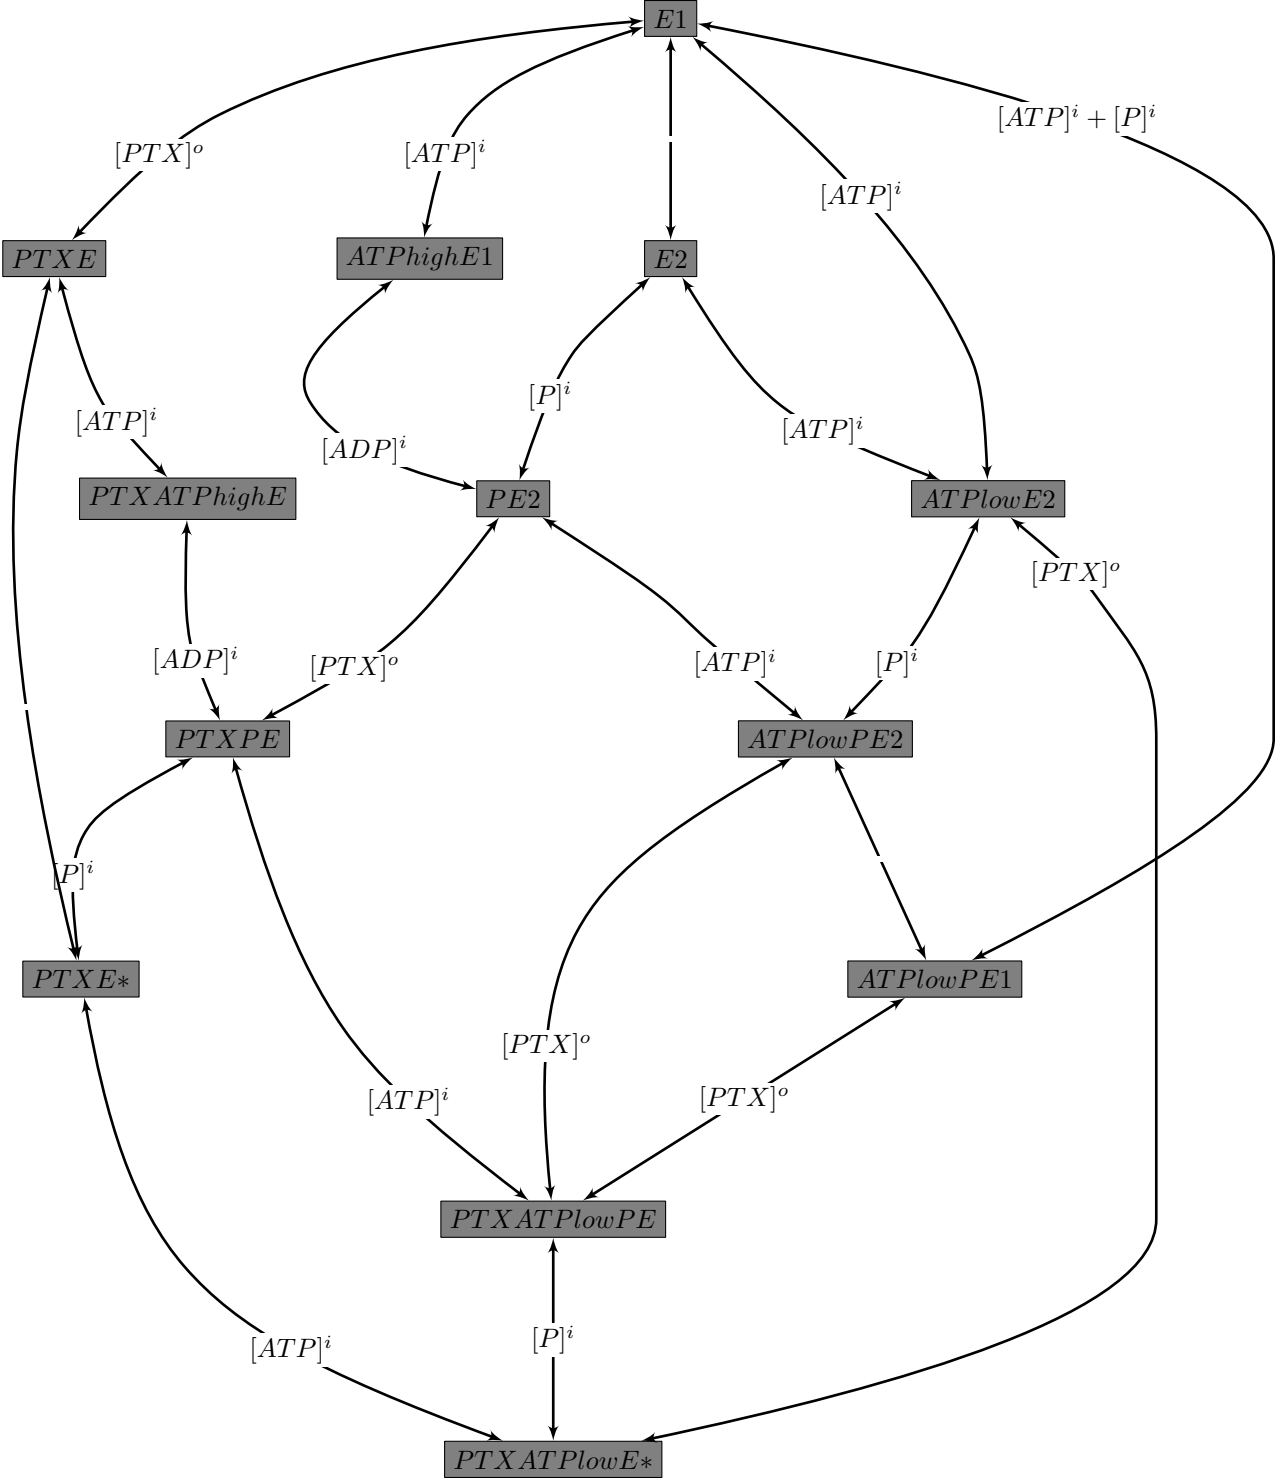 E1
[ATP]^i + [P]^i
[PTX]^o
[ATP]^i
[ATP]^i
PTXE
ATPhighE1
E2
[P]^i
[ATP]^i
[ATP]^i
[ADP]^i
PTXATPhighE
PE2
ATPlowE2
[PTX]^o
[ADP]^i
[PTX]^o
[ATP]^i
[P]^i
PTXPE
ATPlowPE2
[P]^i
PTXE*
ATPlowPE1
[PTX]^o
[ATP]^i
[PTX]^o
PTXATPlowPE
[P]^i
[ATP]^i
PTXATPlowE*